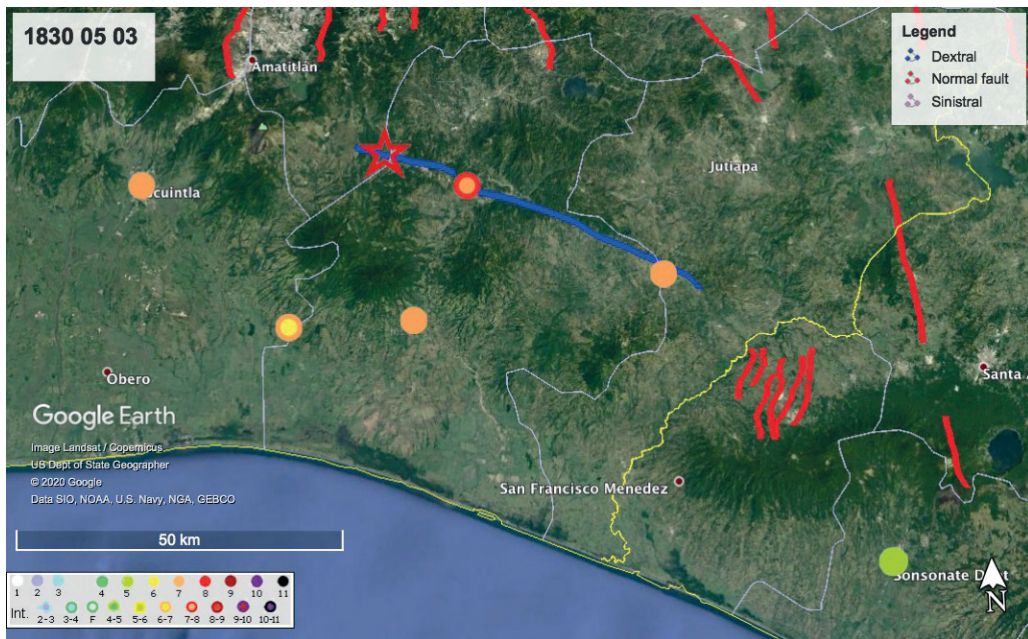 1830 05 03
Legend
Dextral
Normal fault
Sinistral
Amatitlán
Jutiapa
cuintla
Obero
Santa A
Google Earth
Image Landsat / Copernicus
US Dept of State Geographer
© 2020 Google
Data SIO, NOAA, U.S. Navy, NGA, GEBCO
San Francisco Menedez
50 km
Sonsonate D
N
1 2 3 4 5 6 7 8 9 10 11
Int. 2-3 3-4 F 4-5 5-6 6-7 7-8 8-9 9-10 10-11